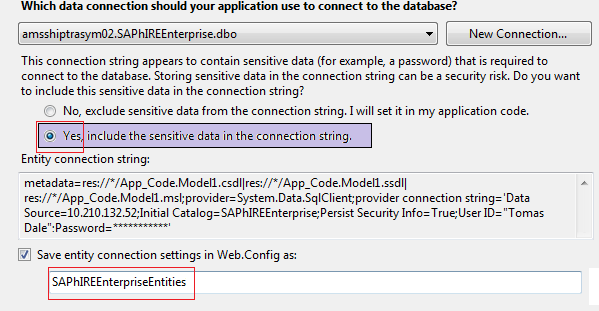 Which data connection should your application use to connect to the database?
amsshiptrasym02.SAPhIREEnterprise.dbo
New Connection...
This connection string appears to contain sensitive data (for example, a password) that is required to
connect to the database. Storing sensitive data in the connection string can be a security risk. Do you want
to include this sensitive data in the connection string?
No, exclude sensitive data from the connection string. I will set it in my application code.
Yes, include the sensitive data in the connection string.
Entity connection string:
metadata=res://*/App_Code.Model1.csdl|res://*/App_Code.Model1.ssdl|
res://*/App_Code.Model1.msl;provider=System.Data.SqlClient;provider connection string='Data
Source=10.210.132.52;Initial Catalog=SAPhIREEnterprise;Persist Security Info=True;User ID="Tomas
Dale":Password=***********'
Save entity connection settings in Web.Config as:
SAPhIREEnterpriseEntities